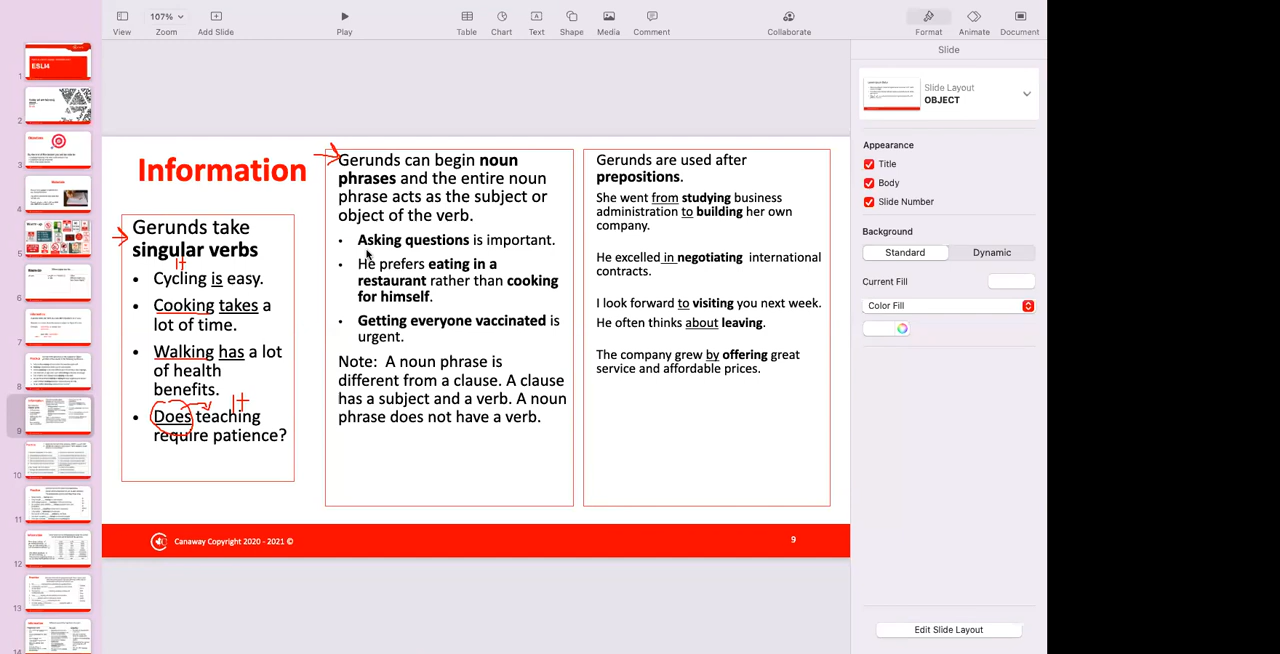 107%
View
Zoom
Add Slide
Play
Table
Chart
Text
Shape
Media
Comment
Collaborate
Format
Animate
Document
Slide
1
ESLI4
2
3
4
5
6
7
8
9
10
11
12
13
14
Information
Gerunds take
singular verbs
It
• Cycling is easy.
• Cooking takes a
lot of time.
• Walking has a lot
of health
benefits.
It
• Does teaching
require patience?
Gerunds can begin noun
phrases and the entire noun
phrase acts as the subject or
object of the verb.
• Asking questions is important.
• He prefers eating in a
restaurant rather than cooking
for himself.
• Getting everyone vaccinated is
urgent.
Note: A noun phrase is
different from a clause. A clause
has a subject and a verb. A noun
phrase does not have a verb.
Gerunds are used after
prepositions.
She went from studying business
administration to building her own
company.
He excelled in negotiating international
contracts.
I look forward to visiting you next week.
He often thinks about leaving.
The company grew by offering great
service and affordable prices.
Canaway Copyright 2020 - 2021 ©
9
Slide Layout
OBJECT
Appearance
Title
Body
Slide Number
Background
Standard
Dynamic
Current Fill
Color Fill
Edit Slide Layout